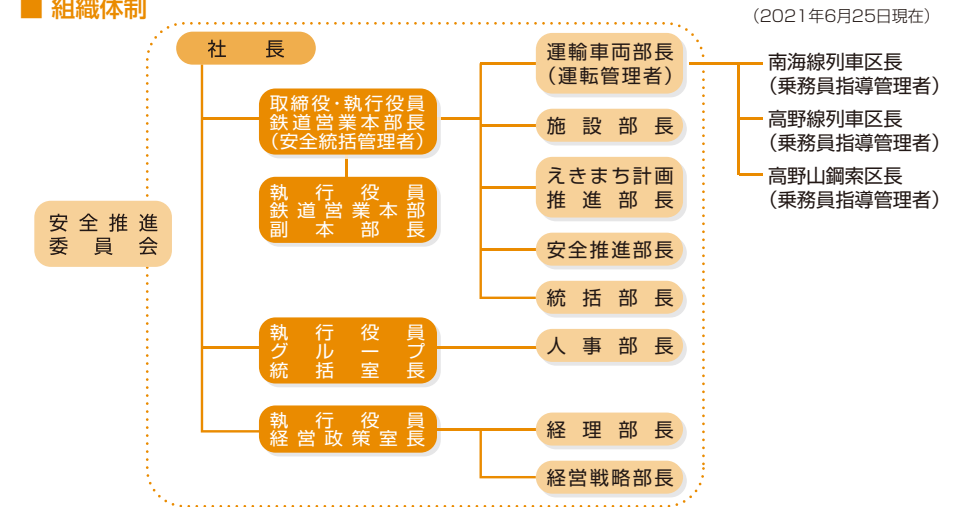 ■ 組織体制
（2021年6月25日現在）
社長
取締役・執行役員
鉄道営業本部長
（安全統括管理者）
執行役員
鉄道営業本部
副本部長
安全推進
委員会
執行役員
グループ
統括室長
執行役員
経営政策室長
運輸車両部長
（運転管理者）
施設部長
えきまち計画
推進部長
安全推進部長
統括部長
人事部長
経理部長
経営戦略部長
南海線列車区長
（乗務員指導管理者）
高野線列車区長
（乗務員指導管理者）
高野山鋼索区長
（乗務員指導管理者）